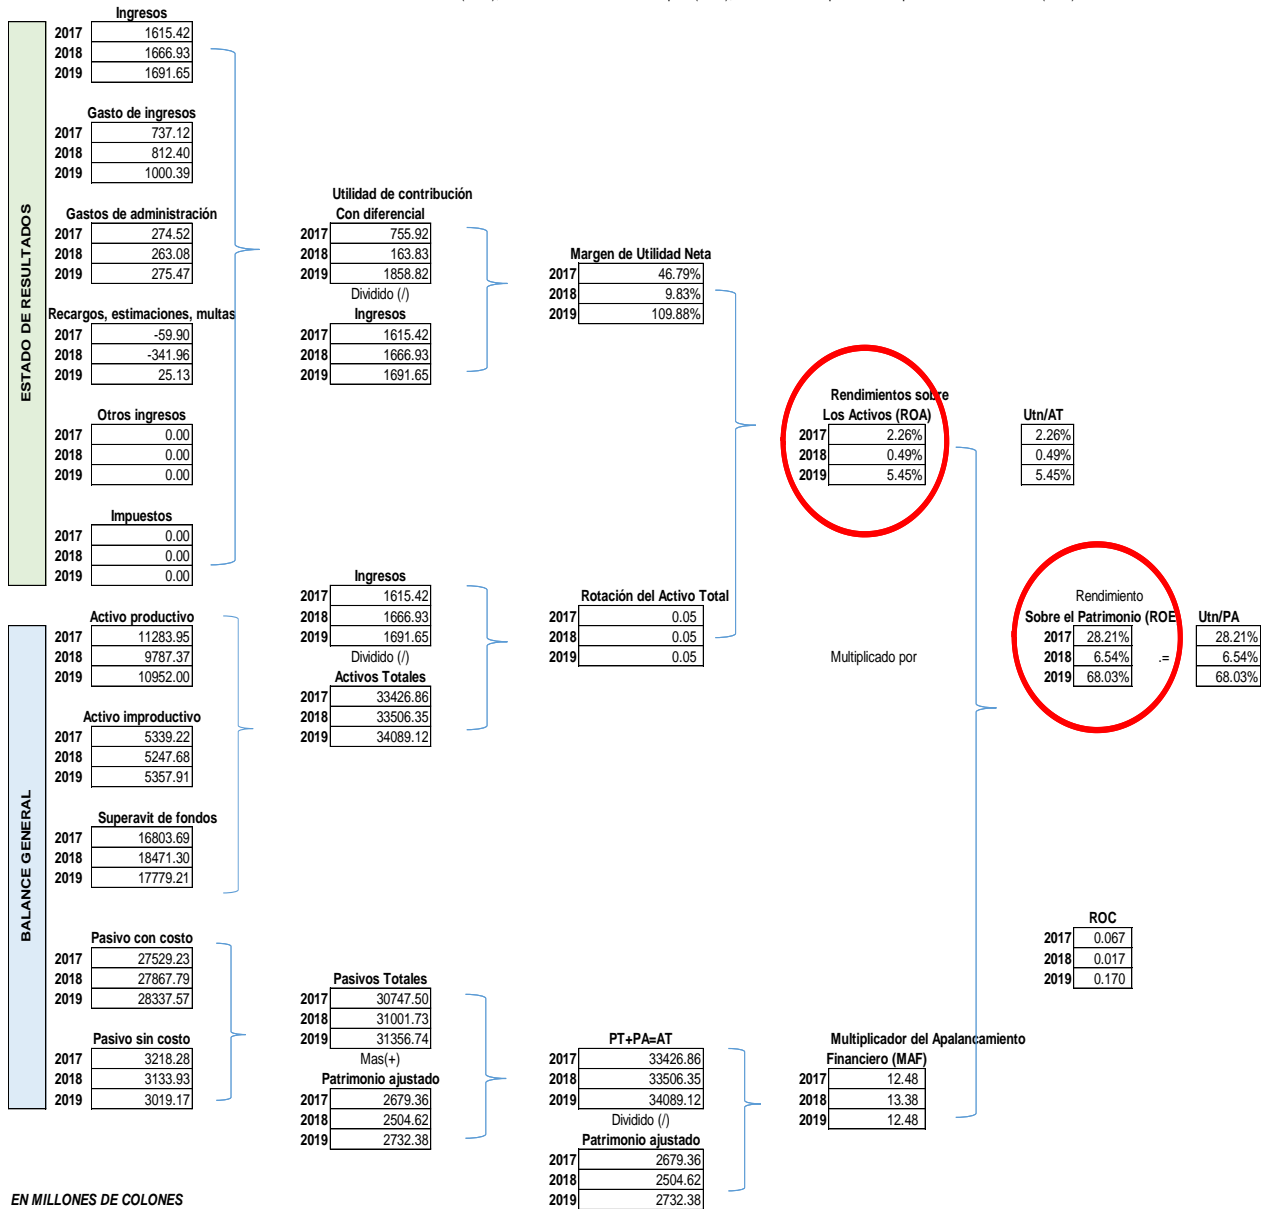 ESTADO DE RESULTADOS
Ingresos
2017 1615.42
2018 1666.93
2019 1691.65
Gasto de ingresos
2017 737.12
2018 812.40
2019 1000.39
Gastos de administración
2017 274.52
2018 263.08
2019 275.47
Recargos, estimaciones, multas
2017 -59.90
2018 -341.96
2019 25.13
Otros ingresos
2017 0.00
2018 0.00
2019 0.00
Impuestos
2017 0.00
2018 0.00
2019 0.00
BALANCE GENERAL
Activo productivo
2017 11283.95
2018 9787.37
2019 10952.00
Activo improductivo
2017 5339.22
2018 5247.68
2019 5357.91
Superavit de fondos
2017 16803.69
2018 18471.30
2019 17779.21
Pasivo con costo
2017 27529.23
2018 27867.79
2019 28337.57
Pasivo sin costo
2017 3218.28
2018 3133.93
2019 3019.17
Utilidad de contribución
Con diferencial
2017 755.92
2018 163.83
2019 1858.82
Dividido (/)
Ingresos
2017 1615.42
2018 1666.93
2019 1691.65
Ingresos
2017 1615.42
2018 1666.93
2019 1691.65
Dividido (/)
Activos Totales
2017 33426.86
2018 33506.35
2019 34089.12
Pasivos Totales
2017 30747.50
2018 31001.73
2019 31356.74
Mas(+)
Patrimonio ajustado
2017 2679.36
2018 2504.62
2019 2732.38
Margen de Utilidad Neta
2017 46.79%
2018 9.83%
2019 109.88%
Rotación del Activo Total
2017 0.05
2018 0.05
2019 0.05
PT+PA=AT
2017 33426.86
2018 33506.35
2019 34089.12
Dividido (/)
Patrimonio ajustado
2017 2679.36
2018 2504.62
2019 2732.38
Rendimientos sobre
Los Activos (ROA)
2017 2.26%
2018 0.49%
2019 5.45%
Multiplicado por
Multiplicador del Apalancamiento
Financiero (MAF)
2017 12.48
2018 13.38
2019 12.48
Utn/AT
2.26%
0.49%
5.45%
Rendimiento
Sobre el Patrimonio (ROE
2017 28.21%
2018 6.54% .=
2019 68.03%
Utn/PA
28.21%
6.54%
68.03%
ROC
2017 0.067
2018 0.017
2019 0.170
EN MILLONES DE COLONES